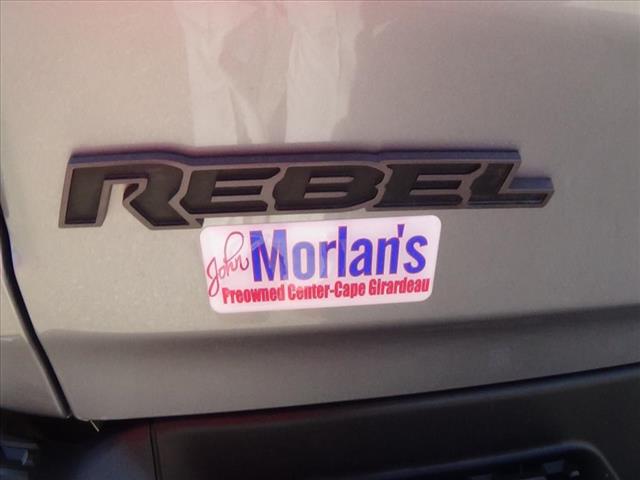 REBEL
John Morlan's
Preowned Center-Cape Girardeau